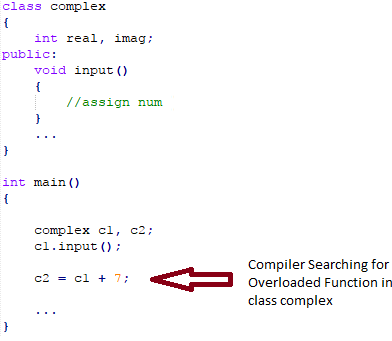 class complex
{
    int real, imag;
public:
    void input()
    {
        //assign num
    }
    ...
}

int main()
{

    complex c1, c2;
    c1.input();

    c2 = c1 + 7;

    ...
}
Compiler Searching for
Overloaded Function in
class complex